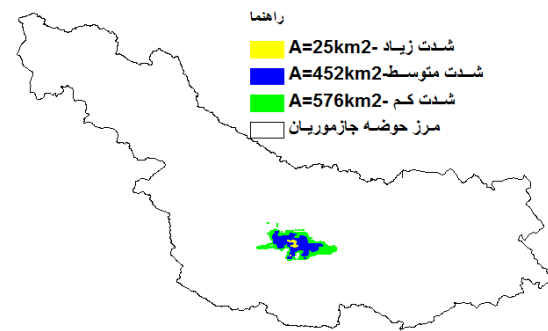 راهنما
شدت زیاد -A=25km2
شدت متوسط-A=452km2
شدت کم -A=576km2
مرز حوضه جازموریان